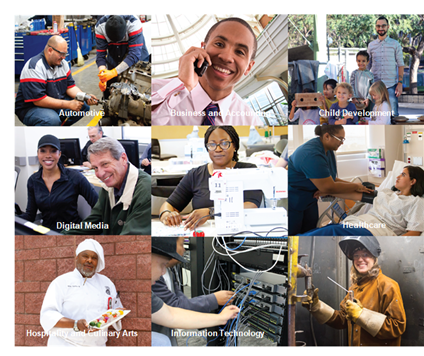 Automotive
Business and Accounting
Child Development
Digital Media
Healthcare
Hospitality and Culinary Arts
Information Technology